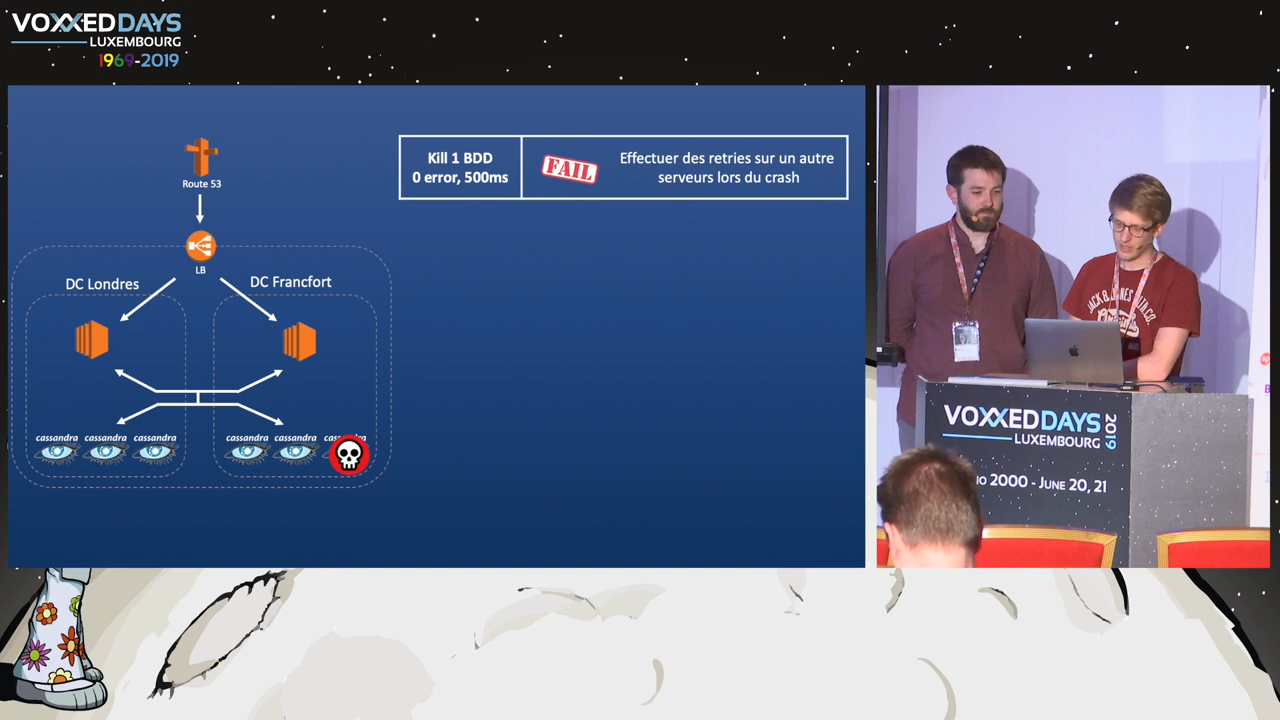 VOXXEDDAYS
LUXEMBOURG
1969-2019
Route 53
LB
DC Londres
DC Francfort
cassandra
cassandra
cassandra
cassandra
cassandra
Kill 1 BDD
0 error, 500ms
FAIL
Effectuer des retries sur un autre
serveurs lors du crash
JACK & JONES
VOXXEDDAYS
LUXEMBOURG
2019
2000 - JUNE 20, 21